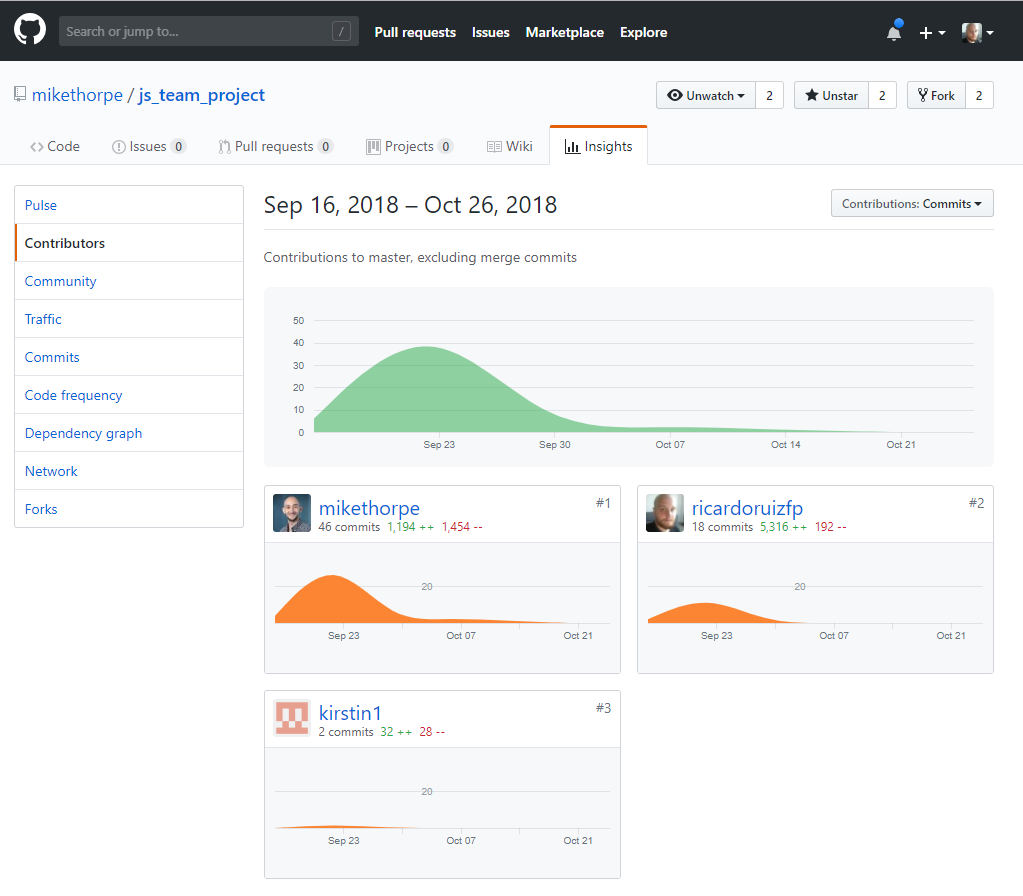 Search or jump to... / Pull requests Issues Marketplace Explore
mikethorpe / js_team_project Unwatch 2 Unstar 2 Fork 2
Code Issues 0 Pull requests 0 Projects 0 Wiki Insights
Pulse
Contributors
Community
Traffic
Commits
Code frequency
Dependency graph
Network
Forks
Sep 16, 2018 – Oct 26, 2018 Contributions: Commits
Contributions to master, excluding merge commits
50
40
30
20
10
0
Sep 23 Sep 30 Oct 07 Oct 14 Oct 21
mikethorpe #1
46 commits 1,194 ++ 1,454 --
20
Sep 23 Oct 07 Oct 21
ricardoruizfp #2
18 commits 5,316 ++ 192 --
20
Sep 23 Oct 07 Oct 21
kirstin1 #3
2 commits 32 ++ 28 --
20
Sep 23 Oct 07 Oct 21